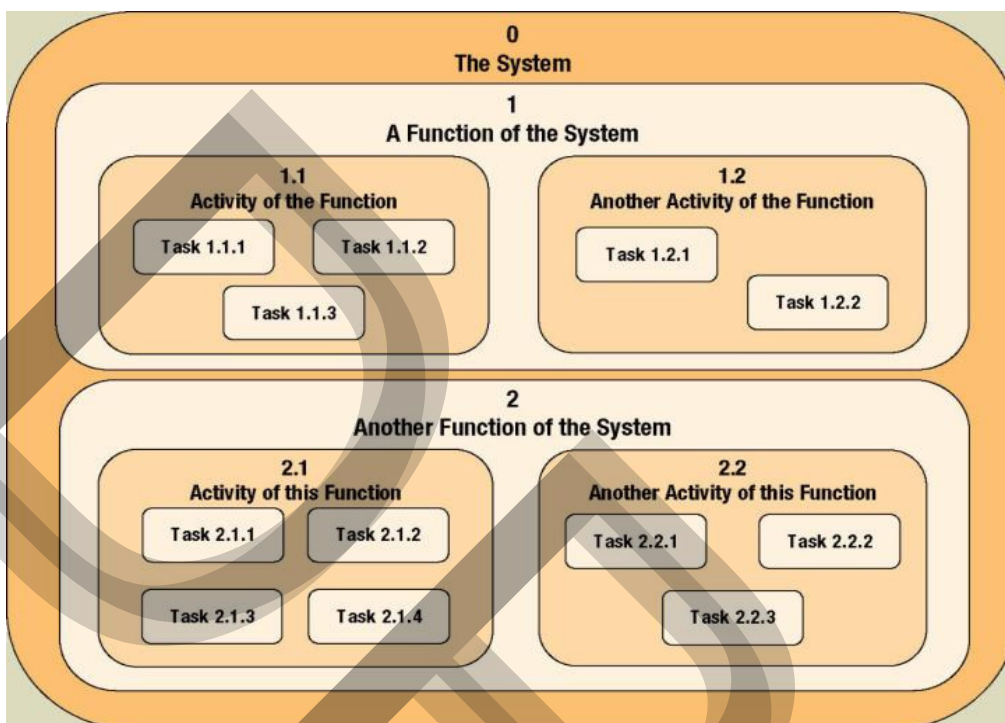 0
The System
1
A Function of the System
1.1
Activity of the Function
Task 1.1.1
Task 1.1.2
Task 1.1.3
1.2
Another Activity of the Function
Task 1.2.1
Task 1.2.2
2
Another Function of the System
2.1
Activity of this Function
Task 2.1.1
Task 2.1.2
Task 2.1.3
Task 2.1.4
2.2
Another Activity of this Function
Task 2.2.1
Task 2.2.2
Task 2.2.3